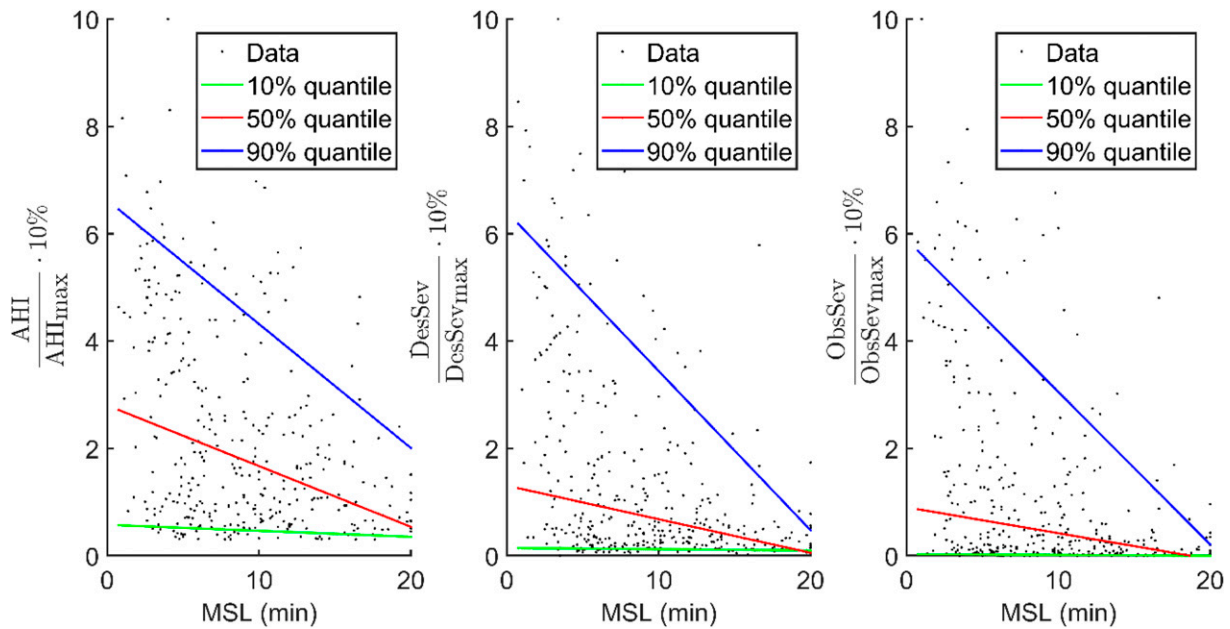 10
8
6
4
2
0
AHI
AHImax
· 10%
Data
10% quantile
50% quantile
90% quantile
0
10
20
MSL (min)
10
8
6
4
2
0
DesSev
DesSevmax
· 10%
Data
10% quantile
50% quantile
90% quantile
0
10
20
MSL (min)
10
8
6
4
2
0
ObsSev
ObsSevmax
· 10%
Data
10% quantile
50% quantile
90% quantile
0
10
20
MSL (min)